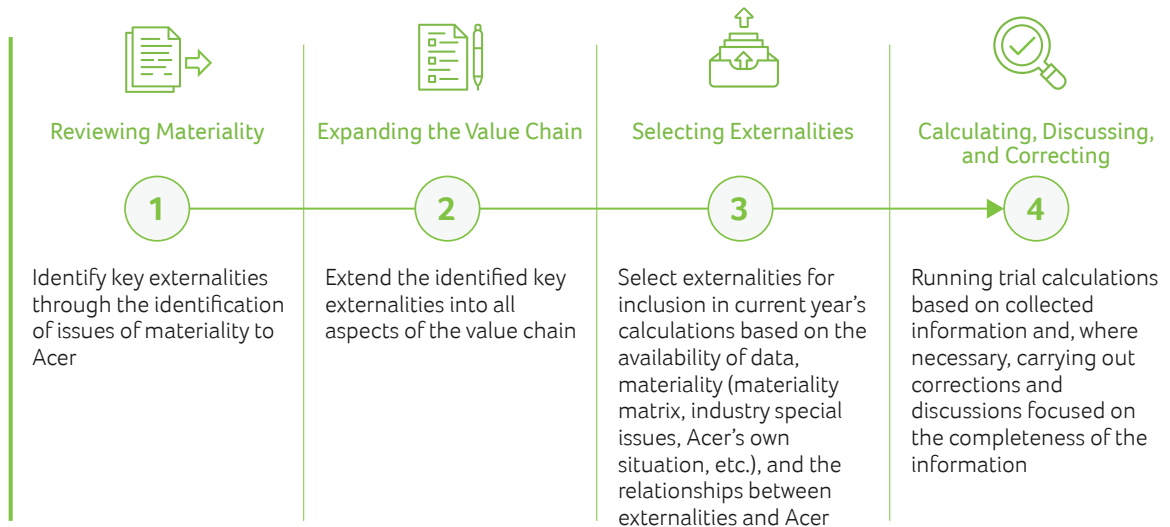 Reviewing Materiality
1
Identify key externalities
through the identification
of issues of materiality to
Acer
Expanding the Value Chain
2
Extend the identified key
externalities into all
aspects of the value chain
Selecting Externalities
3
Select externalities for
inclusion in current year’s
calculations based on the
availability of data,
materiality (materiality
matrix, industry special
issues, Acer’s own
situation, etc.), and the
relationships between
externalities and Acer
Calculating, Discussing,
and Correcting
4
Running trial calculations
based on collected
information and, where
necessary, carrying out
corrections and
discussions focused on
the completeness of the
information